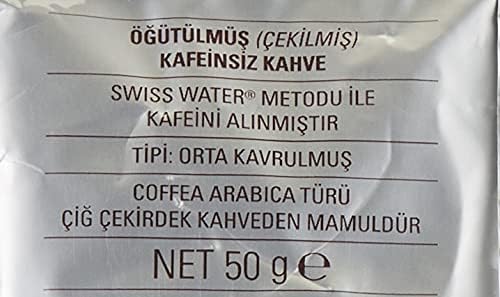 ÖĞÜTÜLMÜŞ (ÇEKİLMİŞ)
KAFEİNSİZ KAHVE
SWISS WATER® METODU İLE
KAFEİNİ ALINMIŞTIR
TİPİ: ORTA KAVRULMUŞ
COFFEA ARABICA TÜRÜ
ÇİĞ ÇEKİRDEK KAHVEDEN MAMULDÜR
NET 50 g ℮